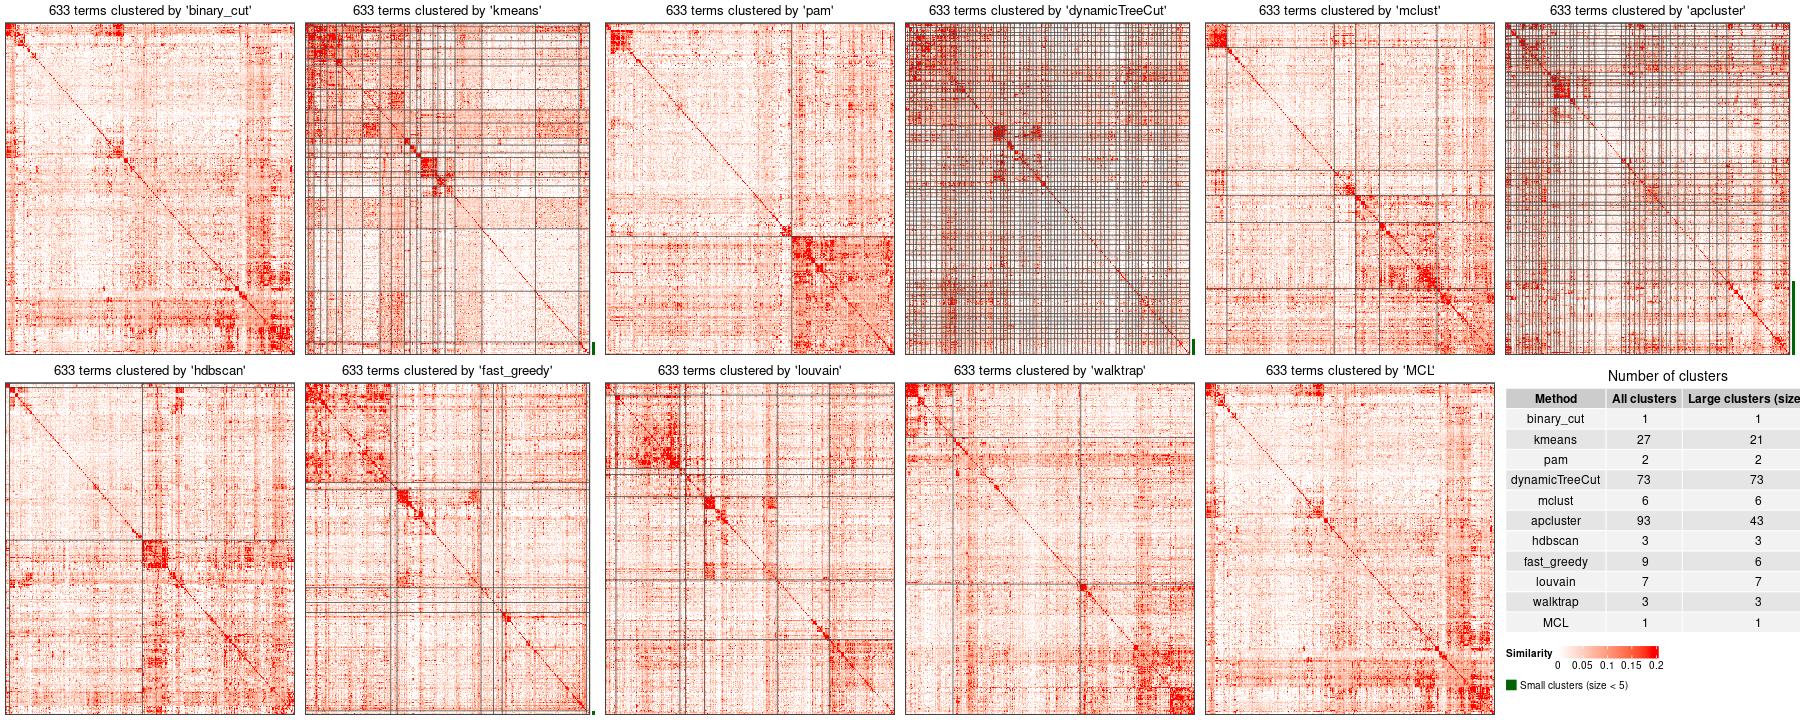 633 terms clustered by 'binary_cut'
633 terms clustered by 'kmeans'
633 terms clustered by 'pam'
633 terms clustered by 'dynamicTreeCut'
633 terms clustered by 'mclust'
633 terms clustered by 'apcluster'
633 terms clustered by 'hdbscan'
633 terms clustered by 'fast_greedy'
633 terms clustered by 'louvain'
633 terms clustered by 'walktrap'
633 terms clustered by 'MCL'
Number of clusters
Method All clusters Large clusters (size
binary_cut 1 1
kmeans 27 21
pam 2 2
dynamicTreeCut 73 73
mclust 6 6
apcluster 93 43
hdbscan 3 3
fast_greedy 9 6
louvain 7 7
walktrap 3 3
MCL 1 1
Similarity
0 0.05 0.1 0.15 0.2
Small clusters (size < 5)